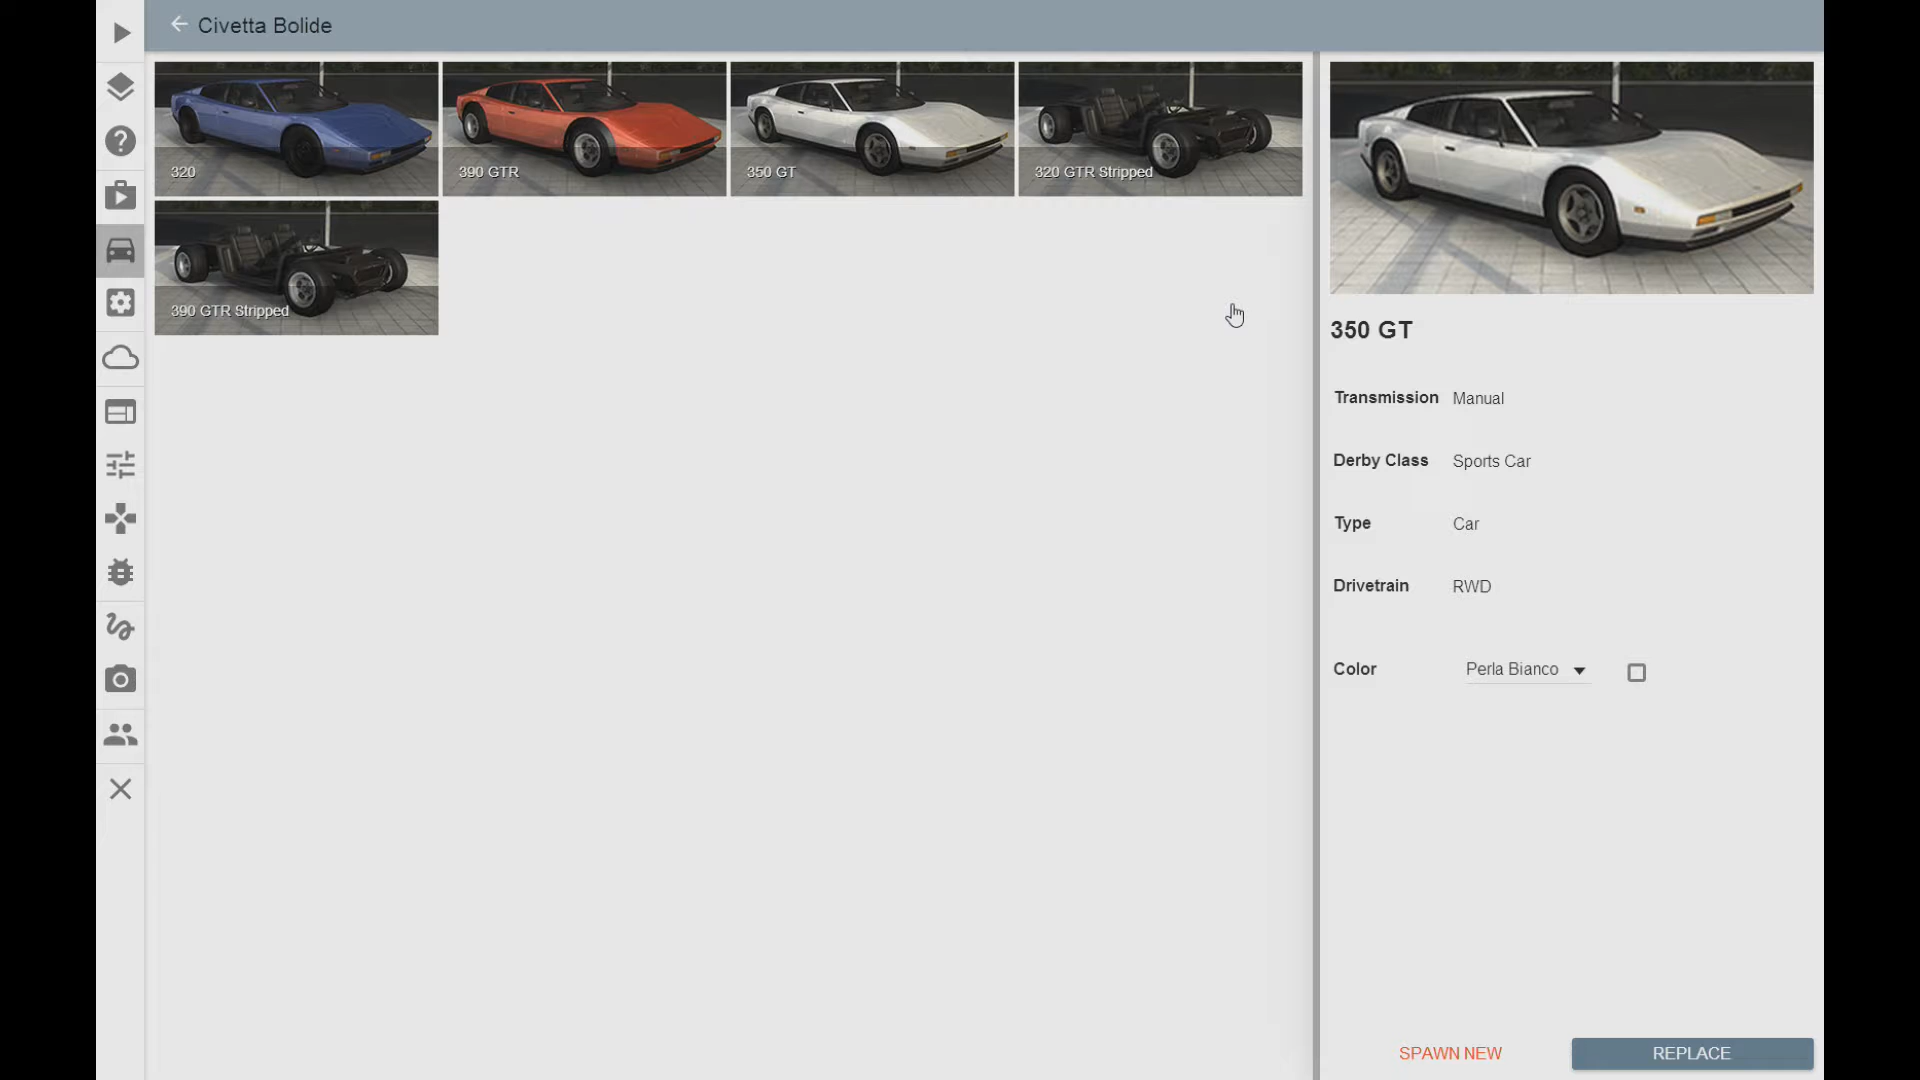 Civetta Bolide
320
390 GTR
350 GT
320 GTR Stripped
390 GTR Stripped
350 GT
Transmission Manual
Derby Class Sports Car
Type Car
Drivetrain RWD
Color Perla Bianco
SPAWN NEW
REPLACE